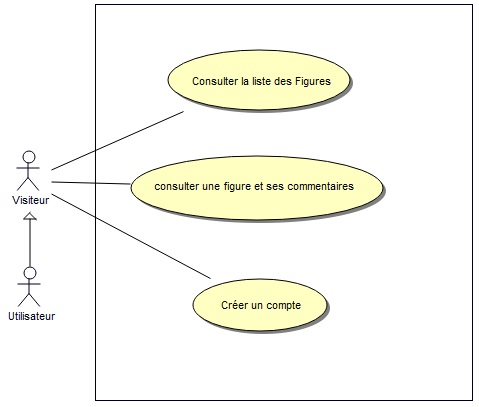 Consulter la liste des Figures
consulter une figure et ses commentaires
Visiteur
Créer un compte
Utilisateur